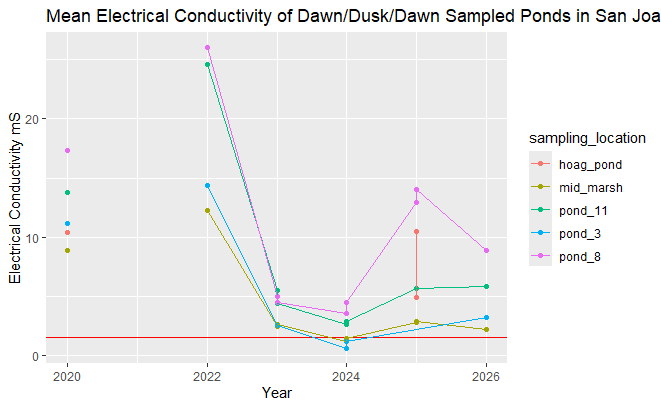 Mean Electrical Conductivity of Dawn/Dusk/Dawn Sampled Ponds in San Joa
Electrical Conductivity mS
20
10
0
2020
2022
2024
2026
Year
sampling_location
hoag_pond
mid_marsh
pond_11
pond_3
pond_8